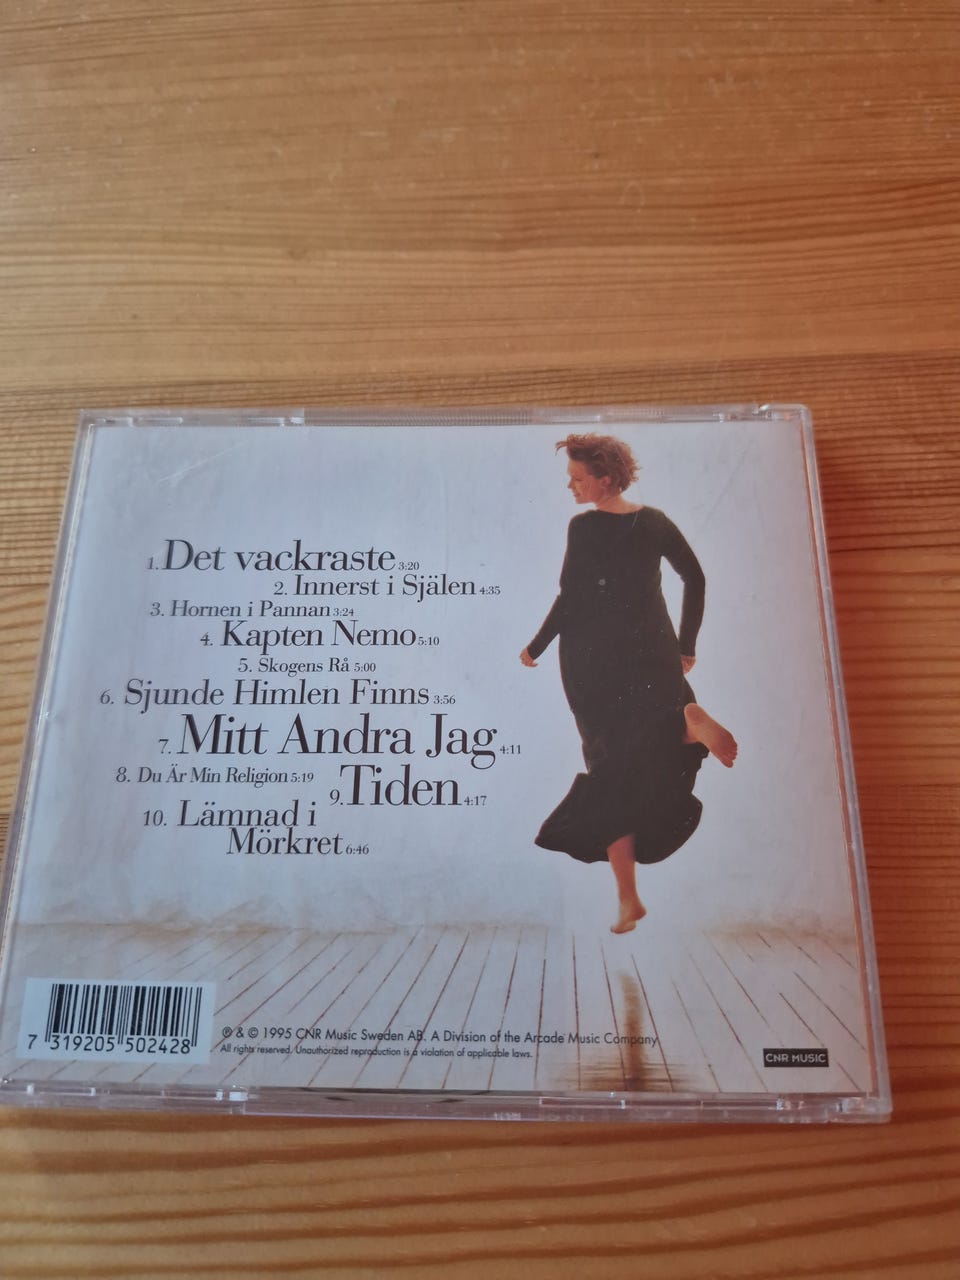 1. Det vackraste 3:20
2. Innerst i Själen 4:35
3. Hornen i Pannan 3:24
4. Kapten Nemo 5:10
5. Skogens Rå 5:00
6. Sjunde Himlen Finns 3:56
7. Mitt Andra Jag 4:11
8. Du Är Min Religion 5:19
9. Tiden 4:17
10. Lämnad i
Mörkret 6:46
7 319205 502428
℗ & © 1995 CNR Music Sweden AB. A Division of the Arcade Music Company
All rights reserved. Unauthorized reproduction is a violation of applicable laws.
CNR MUSIC